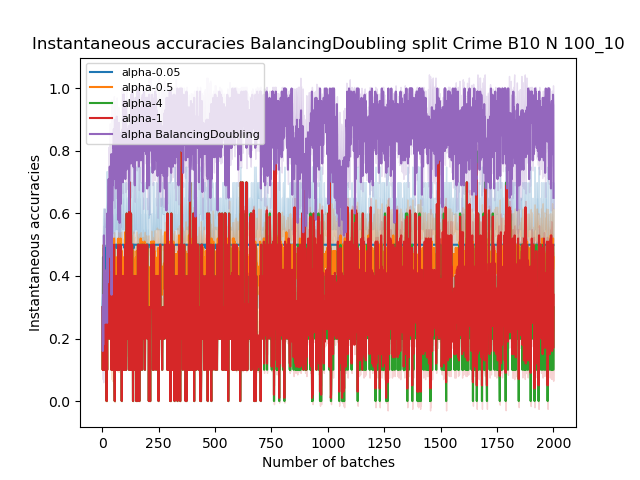 Instantaneous accuracies BalancingDoubling split Crime B10 N 100_10
alpha-0.05
alpha-0.5
alpha-4
alpha-1
alpha BalancingDoubling
Instantaneous accuracies
1.0
0.8
0.6
0.4
0.2
0.0
0 250 500 750 1000 1250 1500 1750 2000
Number of batches